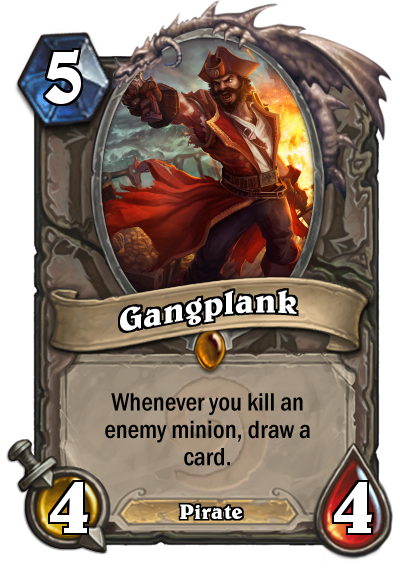 5
Gangplank
Whenever you kill an
enemy minion, draw a
card.
4
Pirate
4